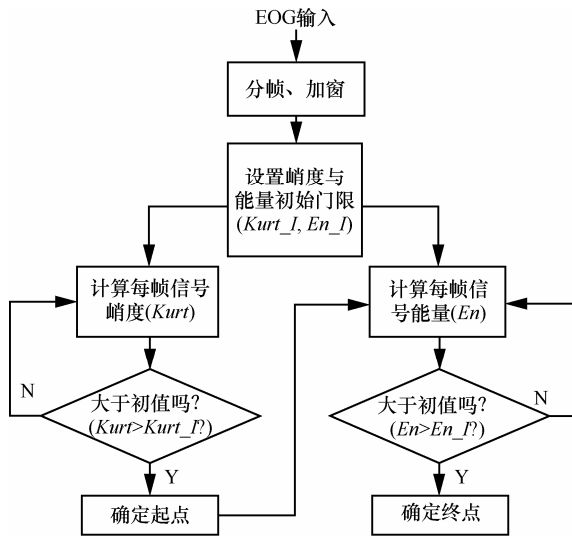 EOG输入
分帧、加窗
设置峭度与
能量初始门限
(Kurt_I, En_I)
计算每帧信号
峭度(Kurt)
N
大于初值吗?
(Kurt>Kurt_I?)
Y
确定起点
计算每帧信
号能量(En)
大于初值吗?
(En>En_I?)
N
Y
确定终点